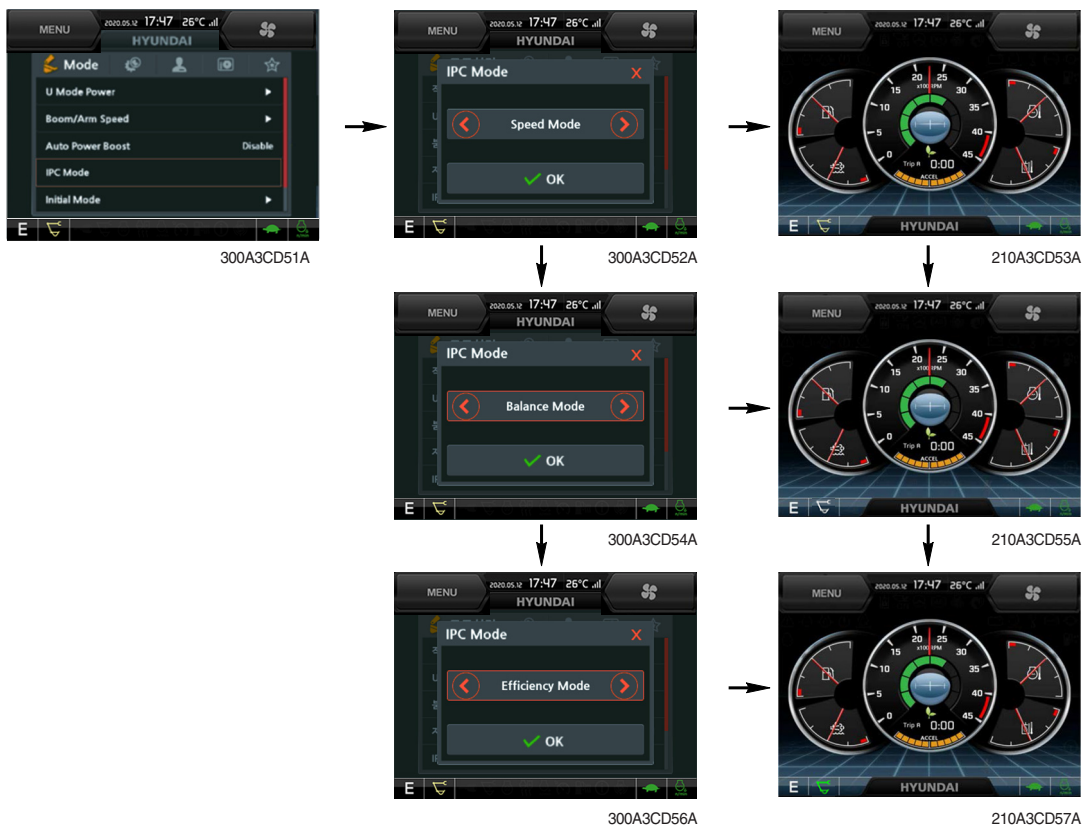 MENU
2020.05.12 17:47 26°C
HYUNDAI
Mode
U Mode Power
Boom/Arm Speed
Auto Power Boost Disable
IPC Mode
Initial Mode
E
300A3CD51A
MENU
2020.05.12 17:47 26°C
HYUNDAI
IPC Mode X
Speed Mode
OK
E
300A3CD52A
MENU
2020.05.12 17:47 26°C
0 5 10 15 20 25 30 35 40 45
x100 RPM
Trip R 0:00
ACCEL
E HYUNDAI
210A3CD53A
MENU
2020.05.12 17:47 26°C
HYUNDAI
IPC Mode X
Balance Mode
OK
E
300A3CD54A
MENU
2020.05.12 17:47 26°C
0 5 10 15 20 25 30 35 40 45
x100 RPM
Trip R 0:00
ACCEL
E HYUNDAI
210A3CD55A
MENU
2020.05.12 17:47 26°C
HYUNDAI
IPC Mode X
Efficiency Mode
OK
E
300A3CD56A
MENU
2020.05.12 17:47 26°C
0 5 10 15 20 25 30 35 40 45
x100 RPM
Trip R 0:00
ACCEL
E HYUNDAI
210A3CD57A